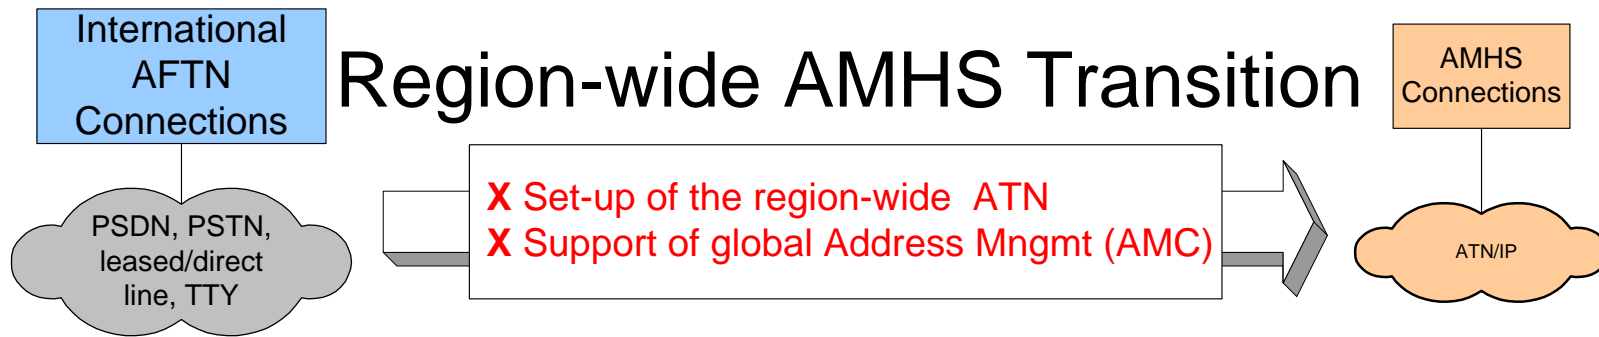 International
AFTN
Connections
Region-wide AMHS Transition
AMHS
Connections
PSDN, PSTN,
leased/direct
line, TTY
X Set-up of the region-wide  ATN
X Support of global Address Mngmt (AMC)
ATN/IP